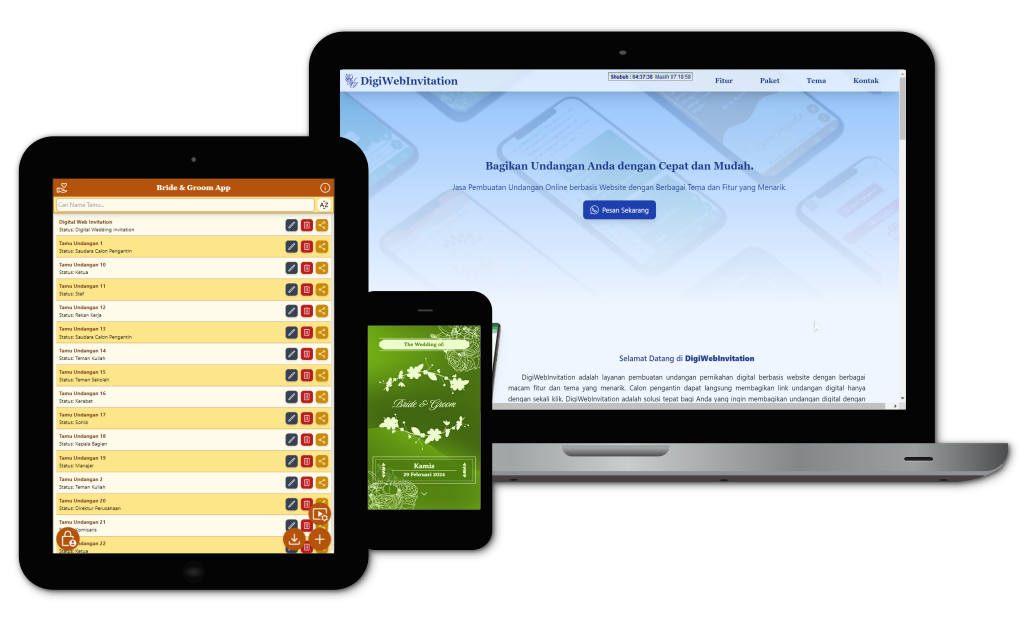 DigiWebInvitation
Shubuh : 04:37:38 Masih 07:18:58
Fitur
Paket
Tema
Kontak
Bagikan Undangan Anda dengan Cepat dan Mudah.
Jasa Pembuatan Undangan Online berbasis Website dengan Berbagai Tema dan Fitur yang Menarik.
Pesan Sekarang
Selamat Datang di DigiWebInvitation
DigiWebInvitation adalah layanan pembuatan undangan pernikahan digital berbasis website dengan berbagai
macam fitur dan tema yang menarik. Calon pengantin dapat langsung membagikan link undangan digital hanya
dengan sekali klik. DigiWebInvitation adalah solusi tepat bagi Anda yang ingin membagikan undangan digital dengan
Bride & Groom App
Cari Nama Tamu...
AZ
Digital Web Invitation
Status: Digital Wedding Invitation
Tamu Undangan 1
Status: Saudara Calon Pengantin
Tamu Undangan 10
Status: Ketua
Tamu Undangan 11
Status: Staf
Tamu Undangan 12
Status: Rekan Kerja
Tamu Undangan 13
Status: Saudara Calon Pengantin
Tamu Undangan 14
Status: Teman Kuliah
Tamu Undangan 15
Status: Teman Sekolah
Tamu Undangan 16
Status: Kerabat
Tamu Undangan 17
Status: Sohib
Tamu Undangan 18
Status: Kepala Bagian
Tamu Undangan 19
Status: Manajer
Tamu Undangan 2
Status: Teman Kuliah
Tamu Undangan 20
Status: Direktur Perusahaan
Tamu Undangan 21
Komisaris
Undangan 22
Ketua
The Wedding of:
Bride & Groom
Kamis
29 Februari 2024